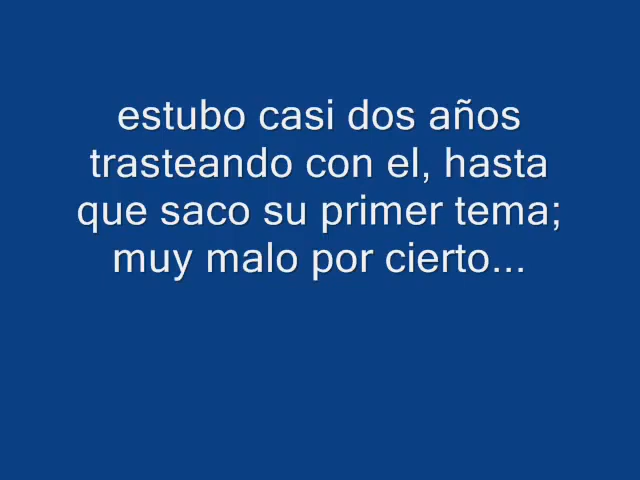 estubo casi dos años
trasteando con el, hasta
que saco su primer tema;
muy malo por cierto...